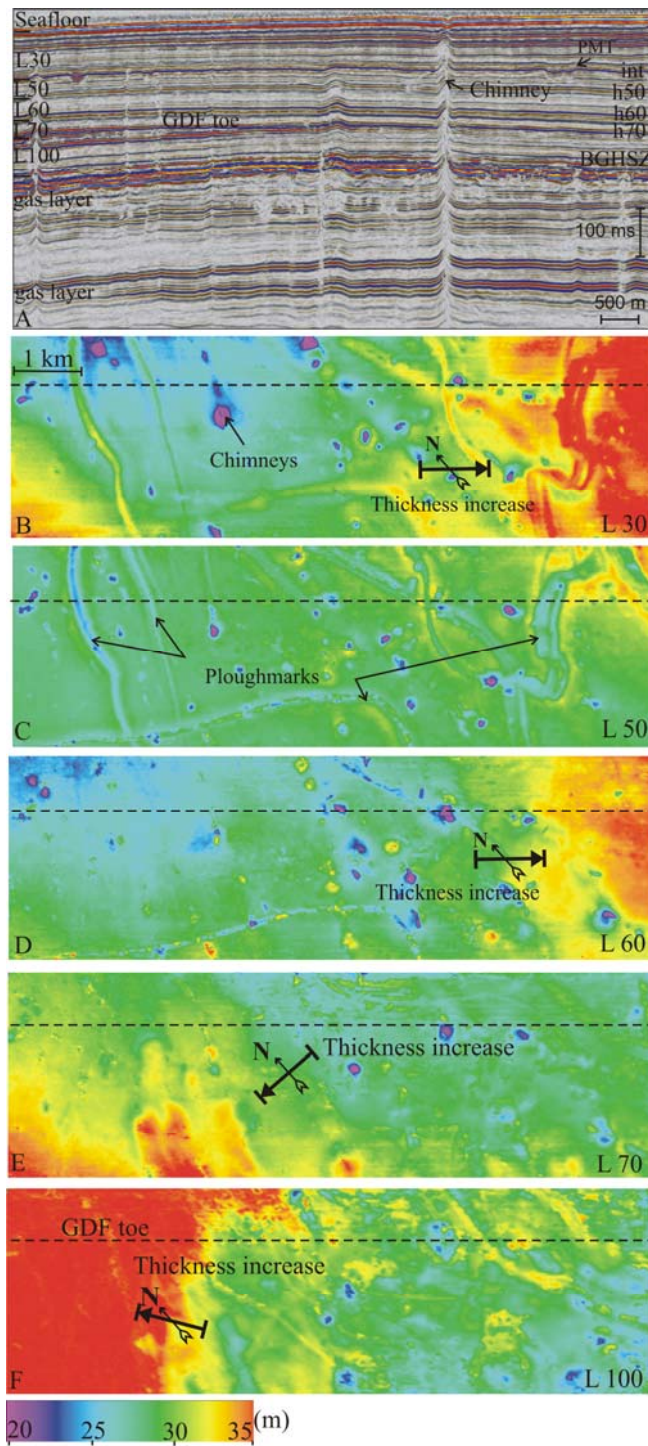 Seafloor
L30
PMT
int
L50
Chimney
h50
L60
h60
L70
GDF toe
h70
L100
BGHSZ
gas layer
100 ms
gas layer
500 m
A
1 km
Chimneys
N
Thickness increase
B
L 30
Ploughmarks
C
L 50
N
Thickness increase
D
L 60
N
Thickness increase
E
L 70
GDF toe
Thickness increase
N
F
L 100
20 25 30 35 (m)